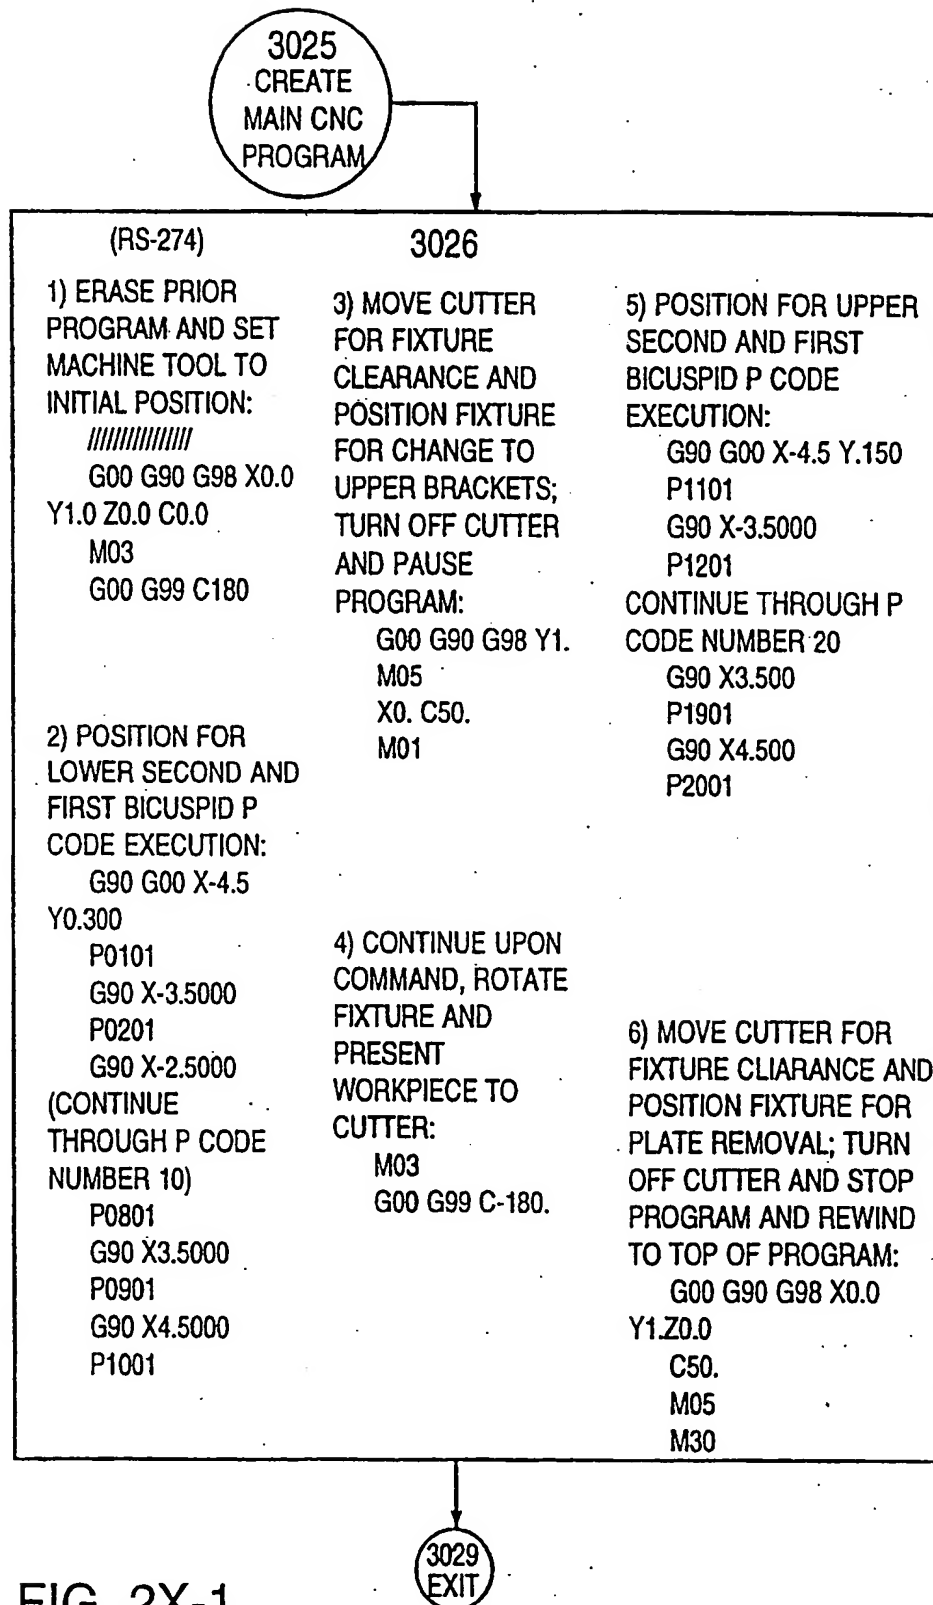 3025
CREATE
MAIN CNC
PROGRAM
(RS-274)
3026
1) ERASE PRIOR
PROGRAM AND SET
MACHINE TOOL TO
INITIAL POSITION:
////////////////
G00 G90 G98 X0.0
Y1.0 Z0.0 C0.0
M03
G00 G99 C180
2) POSITION FOR
LOWER SECOND AND
FIRST BICUSPID P
CODE EXECUTION:
G90 G00 X-4.5
Y0.300
P0101
G90 X-3.5000
P0201
G90 X-2.5000
(CONTINUE
THROUGH P CODE
NUMBER 10)
P0801
G90 X3.5000
P0901
G90 X4.5000
P1001
3) MOVE CUTTER
FOR FIXTURE
CLEARANCE AND
POSITION FIXTURE
FOR CHANGE TO
UPPER BRACKETS;
TURN OFF CUTTER
AND PAUSE
PROGRAM:
G00 G90 G98 Y1.
M05
X0. C50.
M01
4) CONTINUE UPON
COMMAND, ROTATE
FIXTURE AND
PRESENT
WORKPIECE TO
CUTTER:
M03
G00 G99 C-180.
5) POSITION FOR UPPER
SECOND AND FIRST
BICUSPID P CODE
EXECUTION:
G90 G00 X-4.5 Y.150
P1101
G90 X-3.5000
P1201
CONTINUE THROUGH P
CODE NUMBER 20
G90 X3.500
P1901
G90 X4.500
P2001
6) MOVE CUTTER FOR
FIXTURE CLIARANCE AND
POSITION FIXTURE FOR
PLATE REMOVAL; TURN
OFF CUTTER AND STOP
PROGRAM AND REWIND
TO TOP OF PROGRAM:
G00 G90 G98 X0.0
Y1.Z0.0
C50.
M05
M30
3029
EXIT
FIG. 2X-1